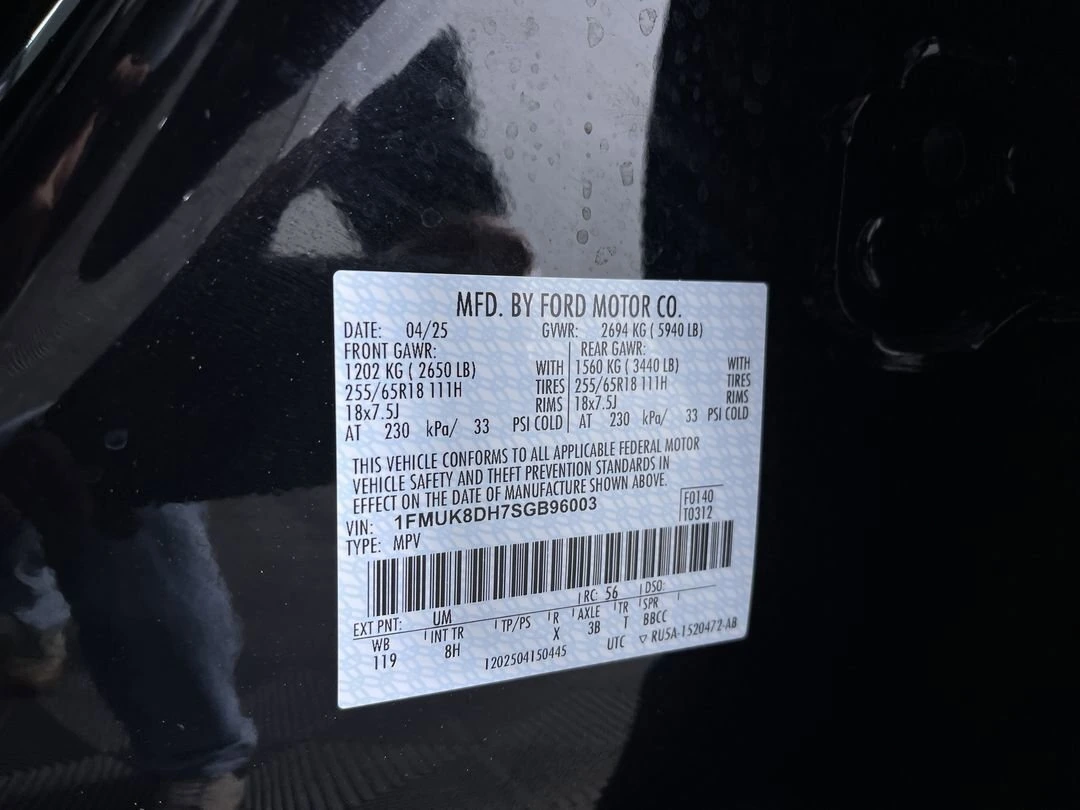 MFD. BY FORD MOTOR CO.
DATE: 04/25 GVWR: 2694 KG ( 5940 LB)
FRONT GAWR: REAR GAWR:
1202 KG ( 2650 LB) WITH 1560 KG ( 3440 LB) WITH
255/65R18 111H TIRES 255/65R18 111H TIRES
18x7.5J RIMS 18x7.5J RIMS
AT 230 kPa/ 33 PSI COLD AT 230 kPa/ 33 PSI COLD
THIS VEHICLE CONFORMS TO ALL APPLICABLE FEDERAL MOTOR
VEHICLE SAFETY AND THEFT PREVENTION STANDARDS IN
EFFECT ON THE DATE OF MANUFACTURE SHOWN ABOVE.
VIN: 1FMUK8DH7SGB96003 F0140
TYPE: MPV T0312
EXT PNT: UM RC: 56 DSO:
WB INT TR TP/PS R AXLE TR SPR
119 8H X 3B T BBCC
1202504150445 UTC ▽ RU5A-1520472-AB